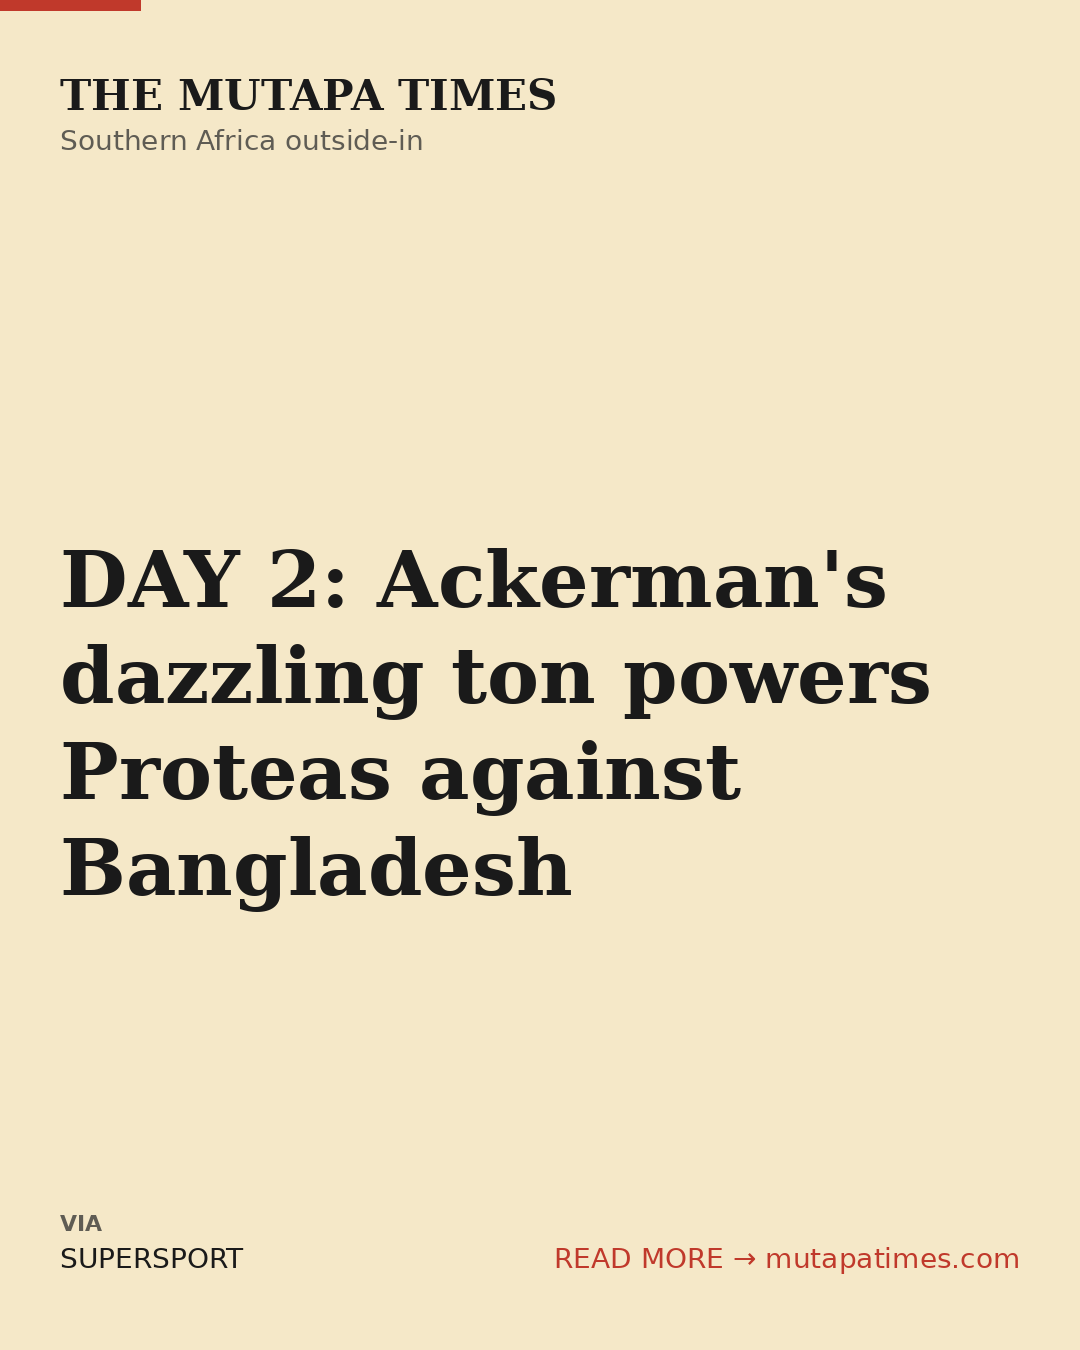 THE MUTAPA TIMES
Southern Africa outside-in
DAY 2: Ackerman's
dazzling ton powers
Proteas against
Bangladesh
VIA
SUPERSPORT
READ MORE → mutapatimes.com